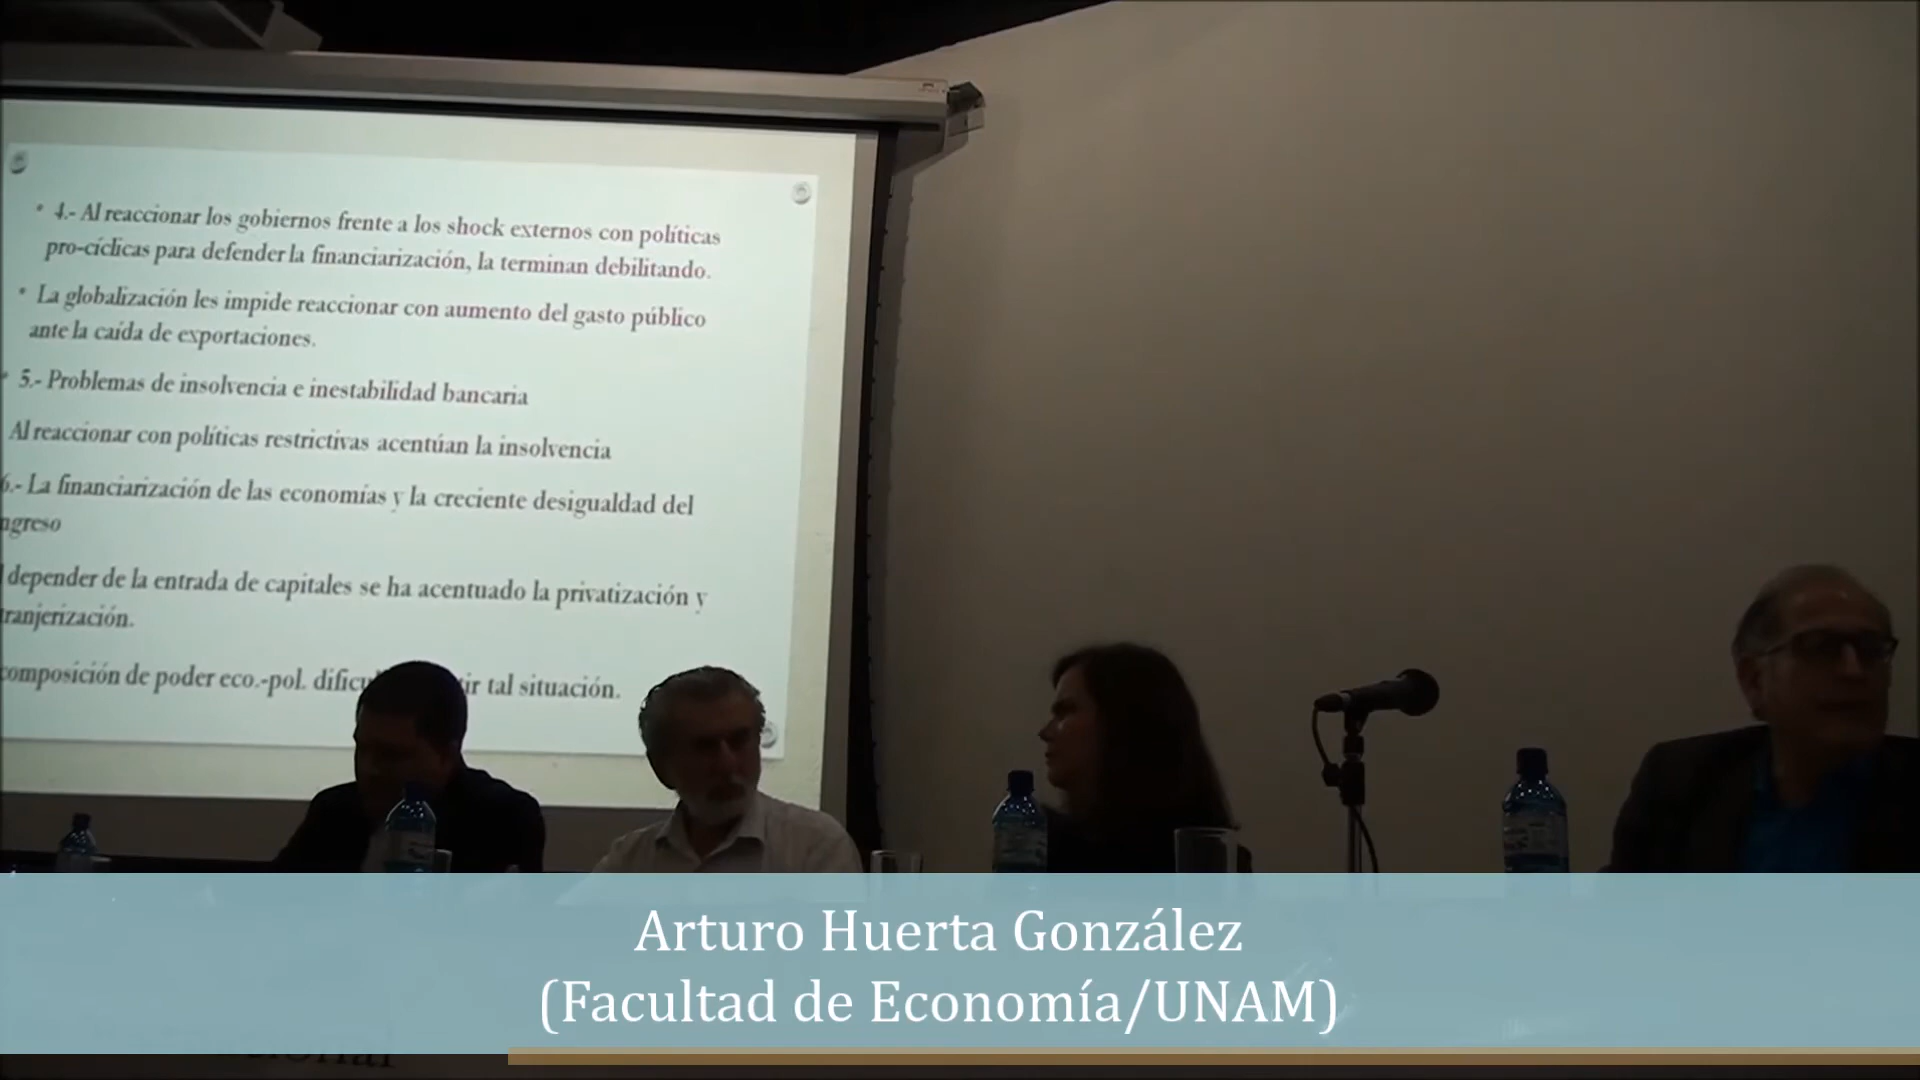 • 4.- Al reaccionar los gobiernos frente a los shock externos con políticas
pro-cíclicas para defender la financiarización, la terminan debilitando.
• La globalización les impide reaccionar con aumento del gasto público
ante la caída de exportaciones.
• 5.- Problemas de insolvencia e inestabilidad bancaria
Al reaccionar con políticas restrictivas acentúan la insolvencia
6.- La financiarización de las economías y la creciente desigualdad del
ngreso
depender de la entrada de capitales se ha acentuado la privatización y
tranjerización.
composición de poder eco.-pol. dificu ir tal situación.
Arturo Huerta González
(Facultad de Economía/UNAM)